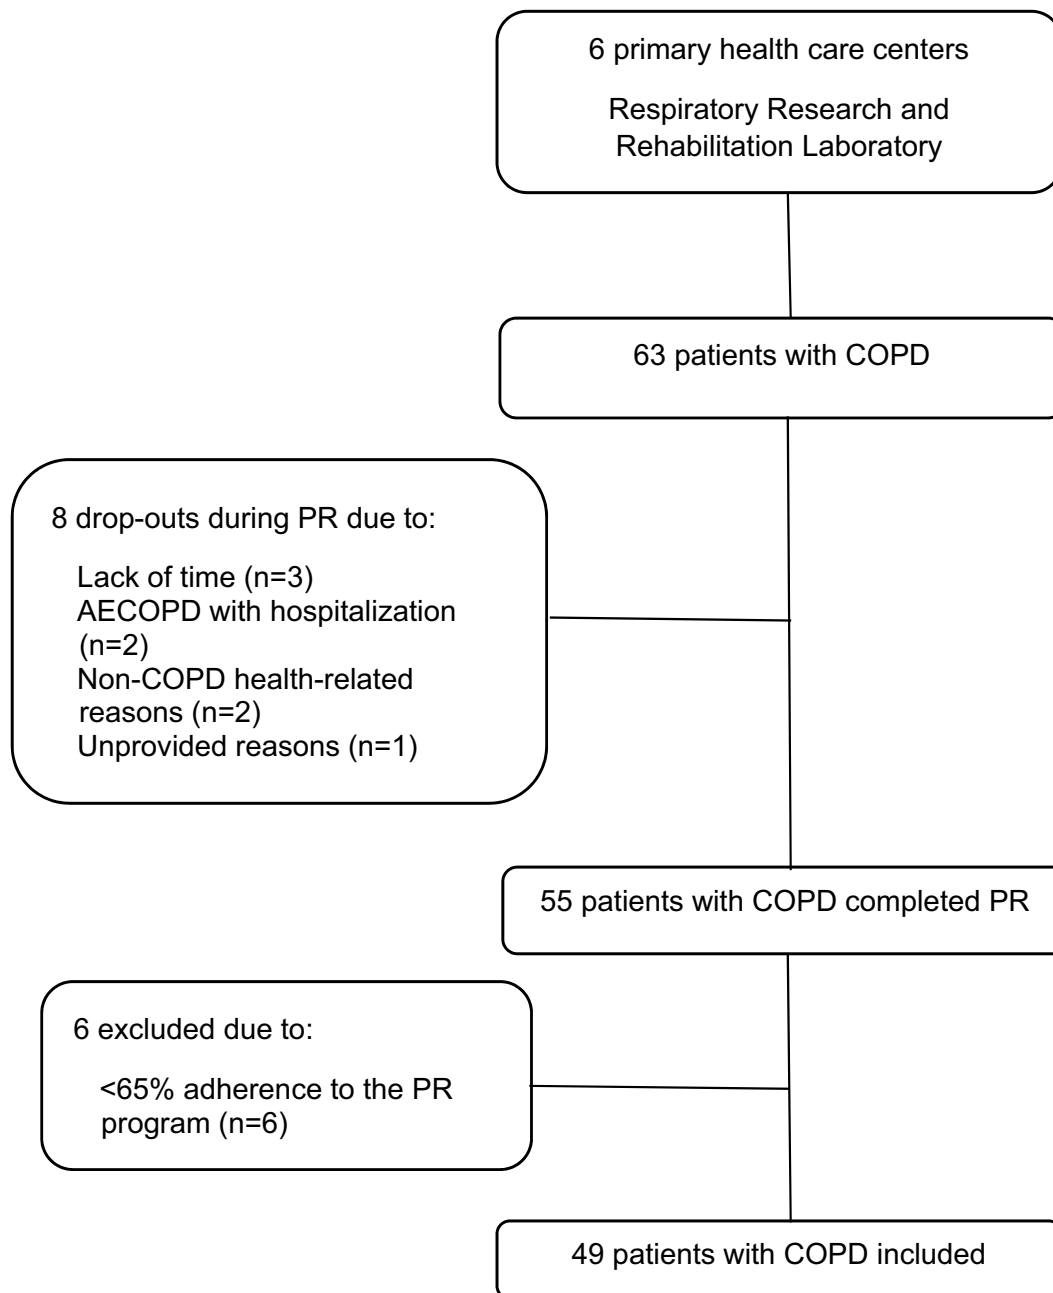 6 primary health care centers
Respiratory Research and
Rehabilitation Laboratory
63 patients with COPD
8 drop-outs during PR due to:
Lack of time (n=3)
AECOPD with hospitalization
(n=2)
Non-COPD health-related
reasons (n=2)
Unprovided reasons (n=1)
55 patients with COPD completed PR
6 excluded due to:
<65% adherence to the PR
program (n=6)
49 patients with COPD included